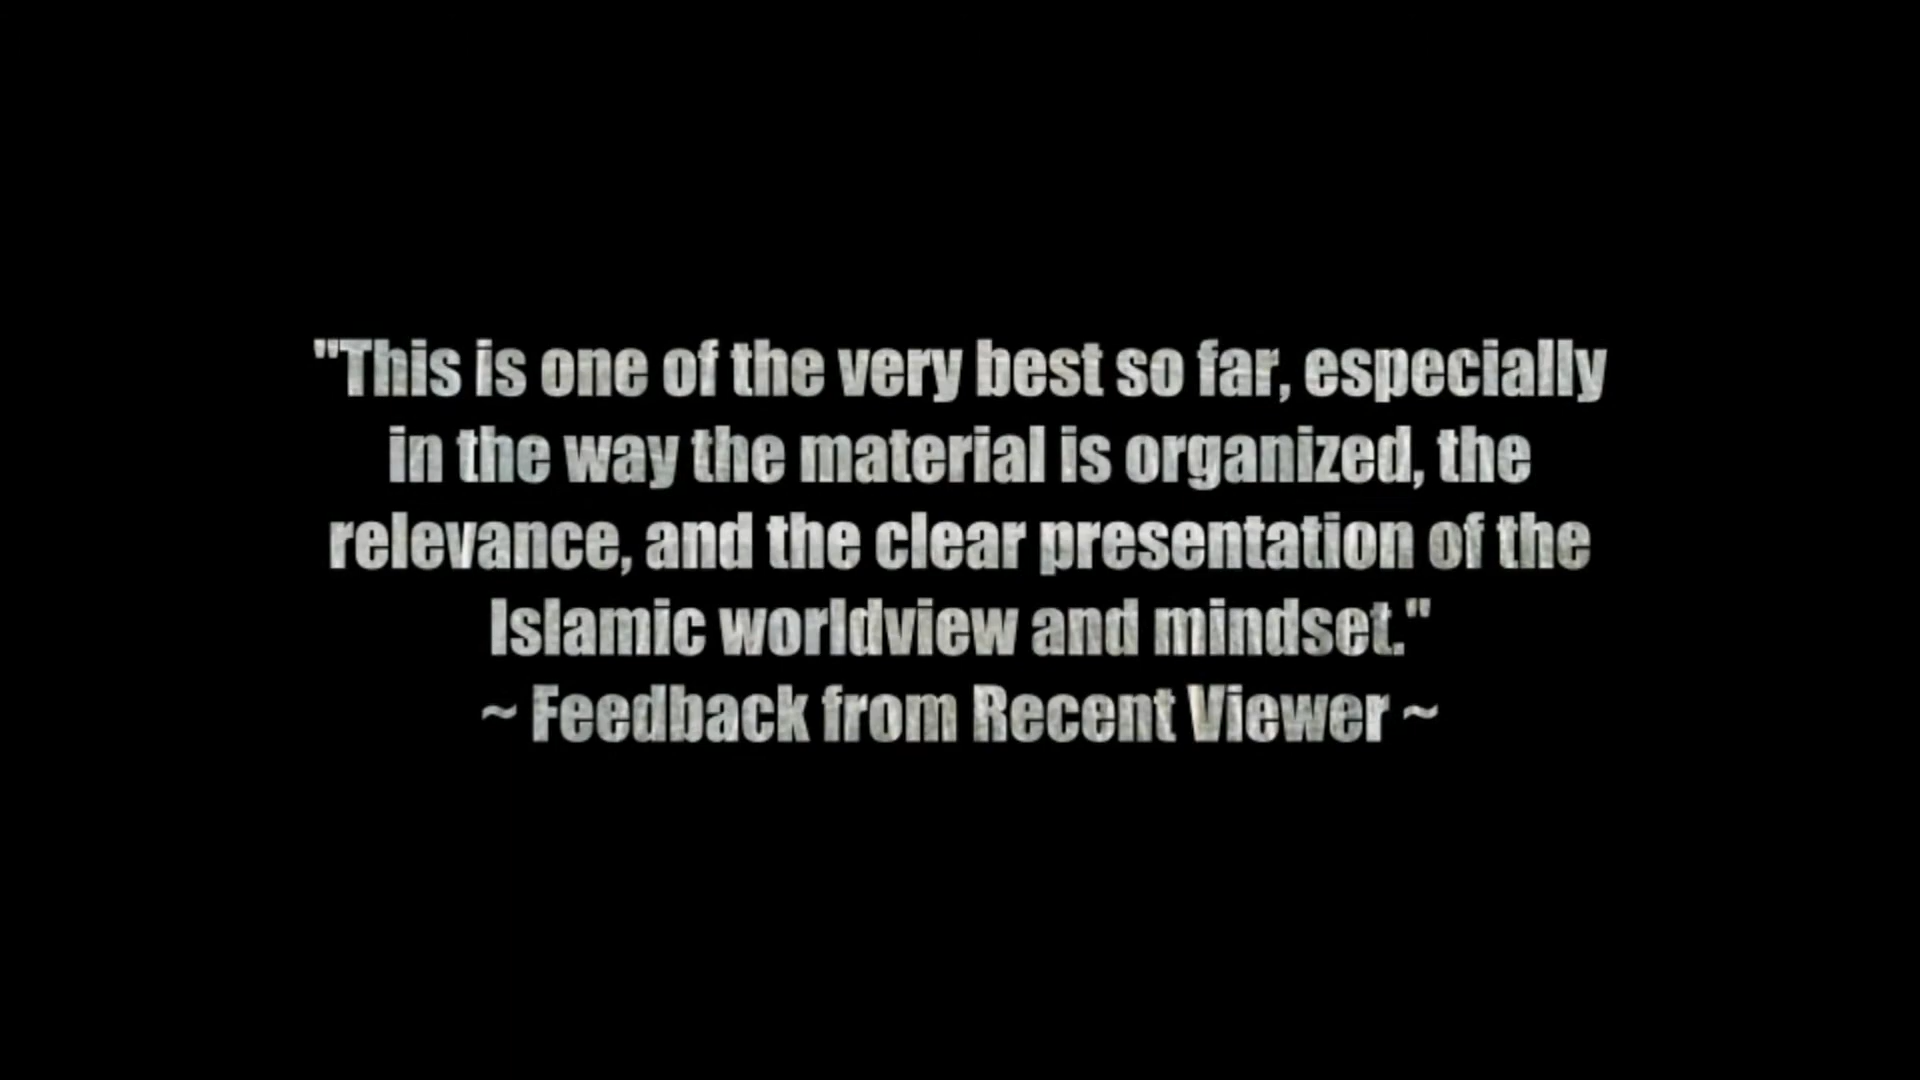 "This is one of the very best so far, especially
in the way the material is organized, the
relevance, and the clear presentation of the
Islamic worldview and mindset."
~ Feedback from Recent Viewer ~